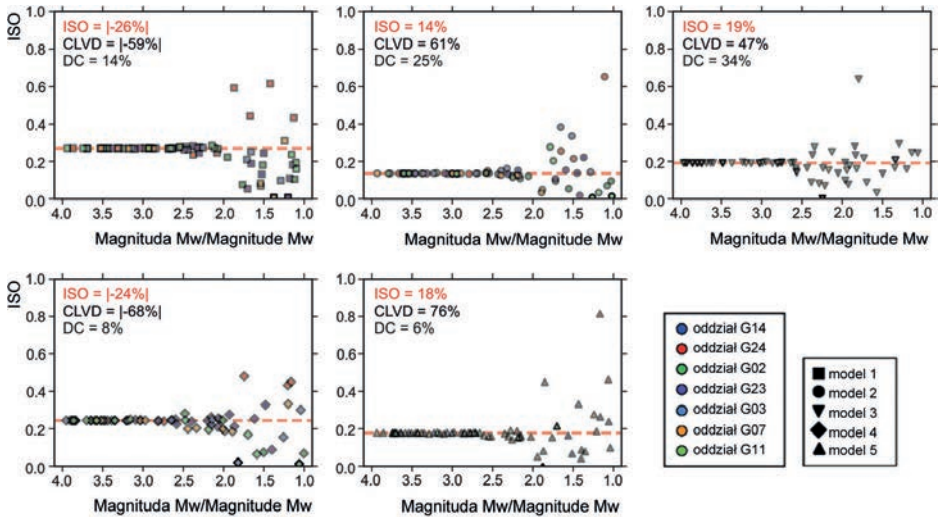 ISO
1.0
0.8
0.6
0.4
0.2
0.0
ISO = |-26%|
CLVD = |-59%|
DC = 14%
4.0 3.5 3.0 2.5 2.0 1.5 1.0
Magnituda Mw/Magnitude Mw
1.0
0.8
0.6
0.4
0.2
0.0
ISO = 14%
CLVD = 61%
DC = 25%
4.0 3.5 3.0 2.5 2.0 1.5 1.0
Magnituda Mw/Magnitude Mw
1.0
0.8
0.6
0.4
0.2
0.0
ISO = 19%
CLVD = 47%
DC = 34%
4.0 3.5 3.0 2.5 2.0 1.5 1.0
Magnituda Mw/Magnitude Mw
ISO
1.0
0.8
0.6
0.4
0.2
0.0
ISO = |-24%|
CLVD = |-68%|
DC = 8%
4.0 3.5 3.0 2.5 2.0 1.5 1.0
Magnituda Mw/Magnitude Mw
1.0
0.8
0.6
0.4
0.2
0.0
ISO = 18%
CLVD = 76%
DC = 6%
4.0 3.5 3.0 2.5 2.0 1.5 1.0
Magnituda Mw/Magnitude Mw
oddział G14
oddział G24
oddział G02
oddział G23
oddział G03
oddział G07
oddział G11
model 1
model 2
model 3
model 4
model 5